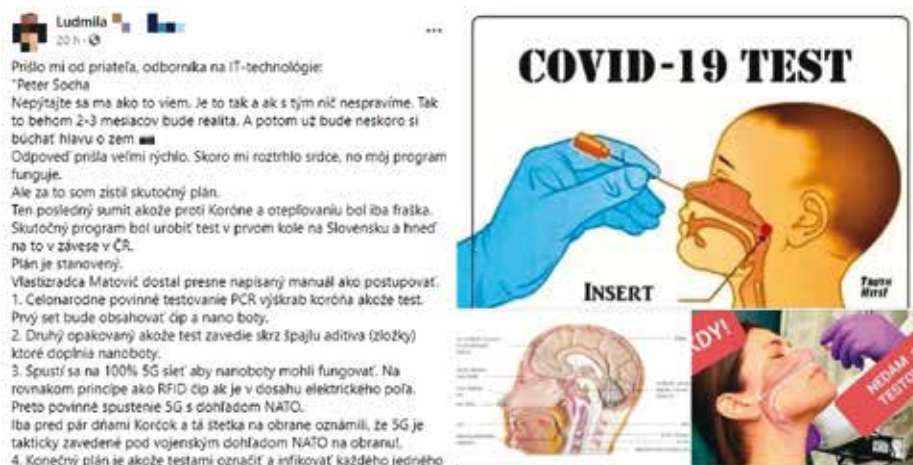 Ludmila
20 h
Prišlo mi od priateľa, odborníka na IT-technológie:
"Peter Socha
Nepýtajte sa ma ako to viem. Je to tak a ak s tým nič nespravíme. Tak
to behom 2-3 mesiacov bude realita. A potom už bude neskoro si
búchať hlavu o zem
Odpoveď prišla veľmi rýchlo. Skoro mi roztrhlo srdce, no môj program
funguje.
Ale za to som zistil skutočný plán.
Ten posledný sumit akože proti Koróne a otepľovaniu bol iba fraška.
Skutočný program bol urobiť test v prvom kole na Slovensku a hneď
na to v závese v ČR.
Plán je stanovený.
Vlastizradca Matovič dostal presne napísaný manuál ako postupovať.
1. Celonarodne povinné testovanie PCR výškrab koróňa akože test.
Prvý set bude obsahovať čip a nano boty.
2. Druhý opakovaný akože test zavedie skrz špajlu aditiva (zložky)
ktoré doplnia nanoboty.
3. Spustí sa na 100% 5G sieť aby nanoboty mohli fungovať. Na
rovnakom princípe ako RFID čip ak je v dosahu elektrického poľa.
Preto povinné spustenie 5G s dohľadom NATO.
Iba pred pár dňami Korčok a tá štetka na obrane oznámili, že 5G je
takticky zavedené pod vojenským dohľadom NATO na obranu!.
4. Konečný plán je akože testami označiť a infikovať každého jedného
COVID-19 TEST
INSERT
TRUTH
HURST
DY!
NEDÁM
TESTO